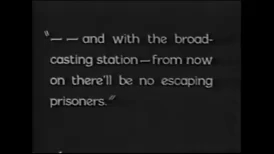 "— — and with the broad-
casting station — from now
on there'll be no escaping
prisoners."